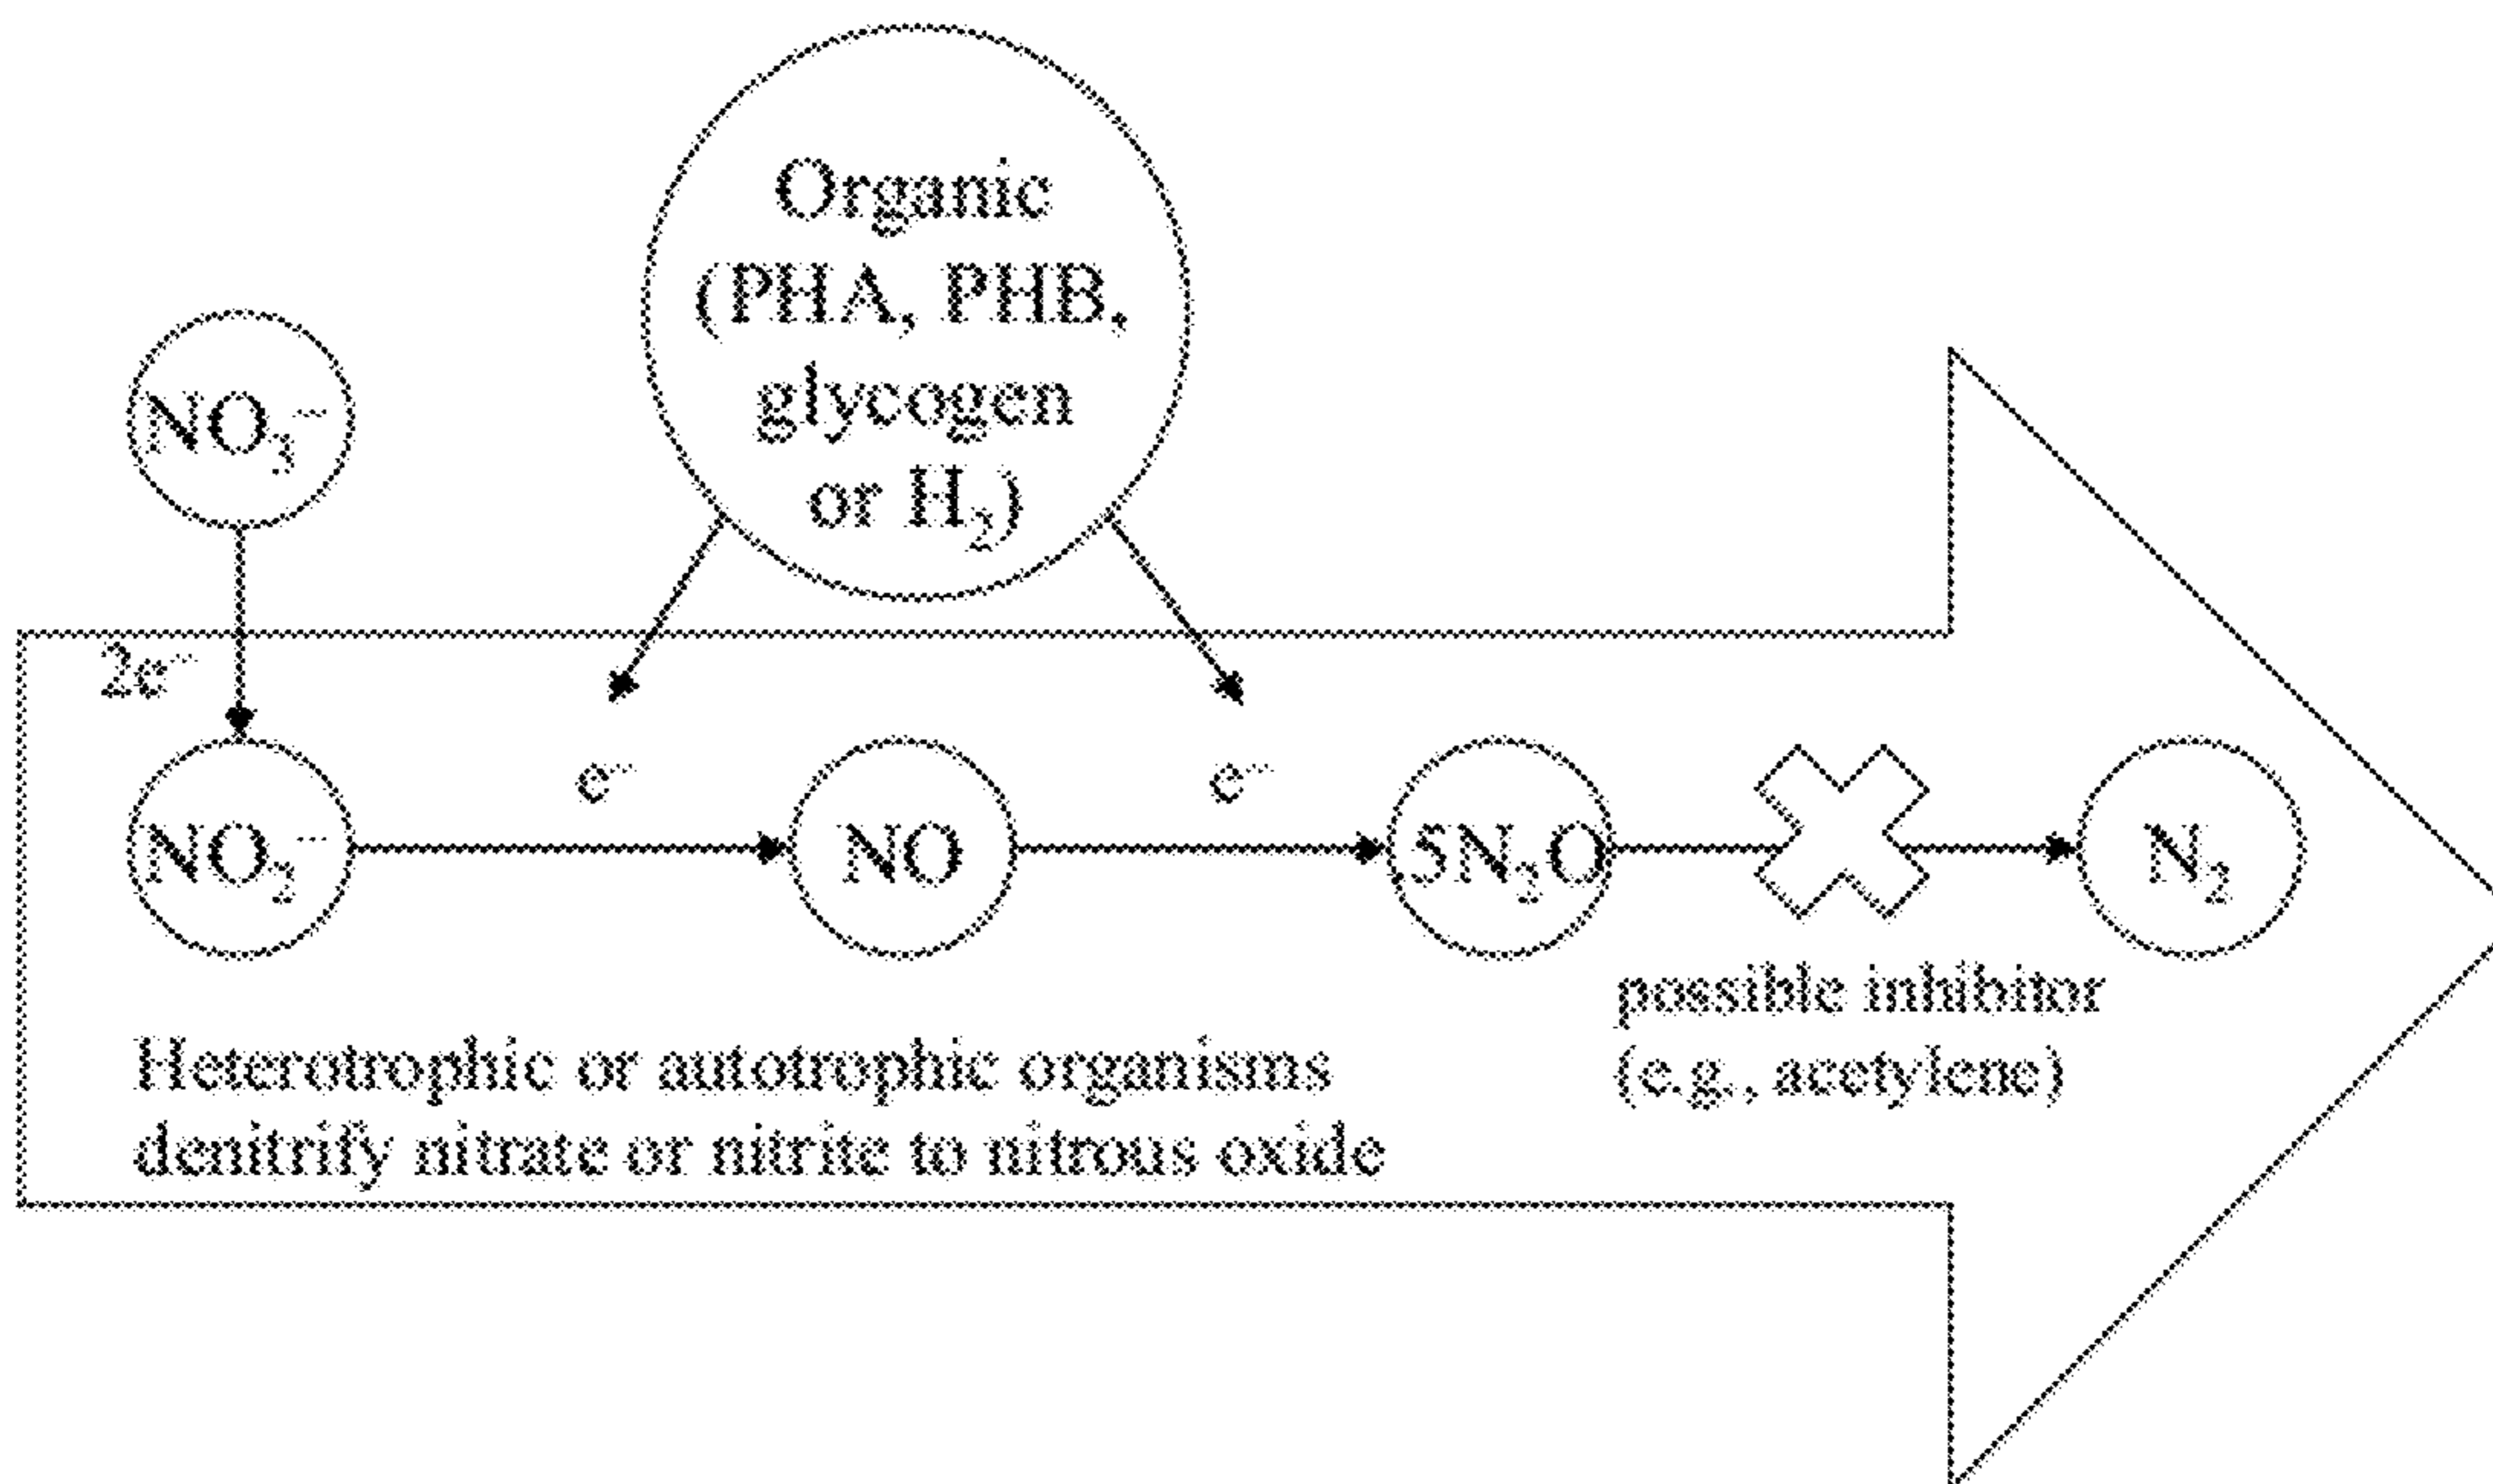 Organic
(PHA, PHB,
glycogen
or H₂)
NO₃⁻
2e⁻
e⁻
e⁻
NO₂⁻
NO
5N₂O
N₂
possible inhibitor
(e.g., acetylene)
Heterotrophic or autotrophic organisms
denitrify nitrate or nitrite to nitrous oxide